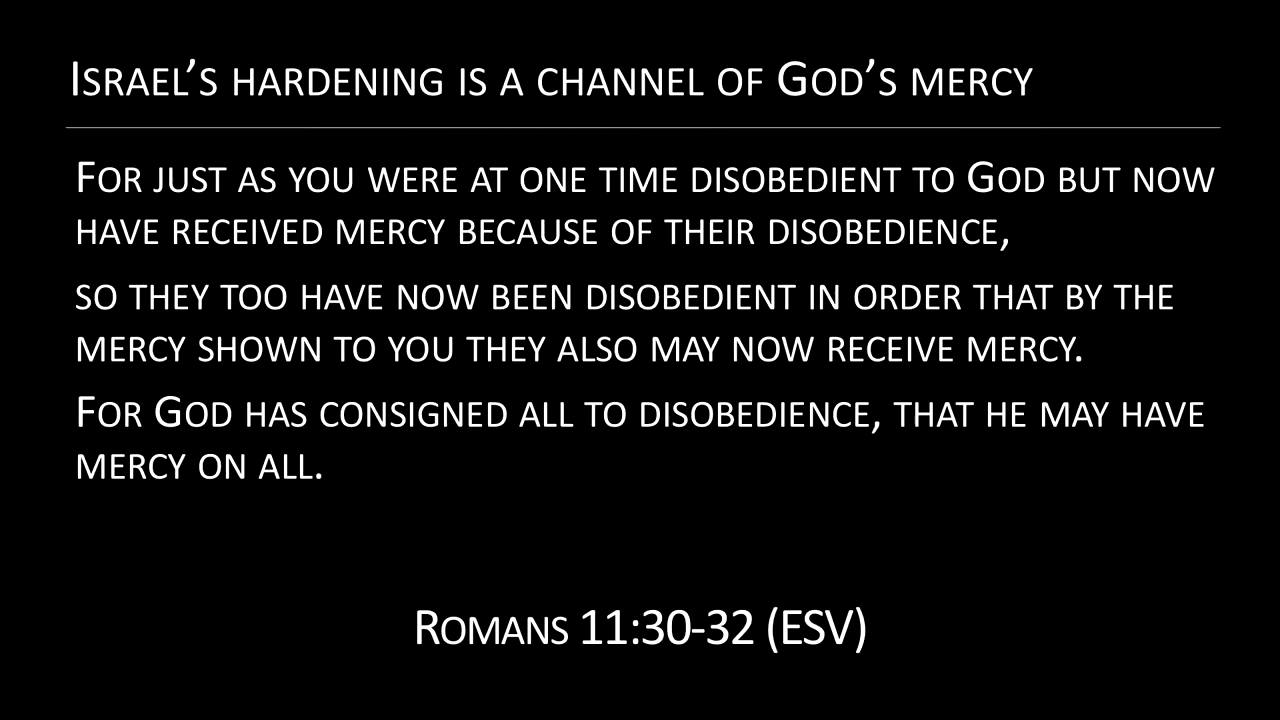 Israel's hardening is a channel of God's mercy
For just as you were at one time disobedient to God but now
have received mercy because of their disobedience,
so they too have now been disobedient in order that by the
mercy shown to you they also may now receive mercy.
For God has consigned all to disobedience, that he may have
mercy on all.
Romans 11:30-32 (ESV)